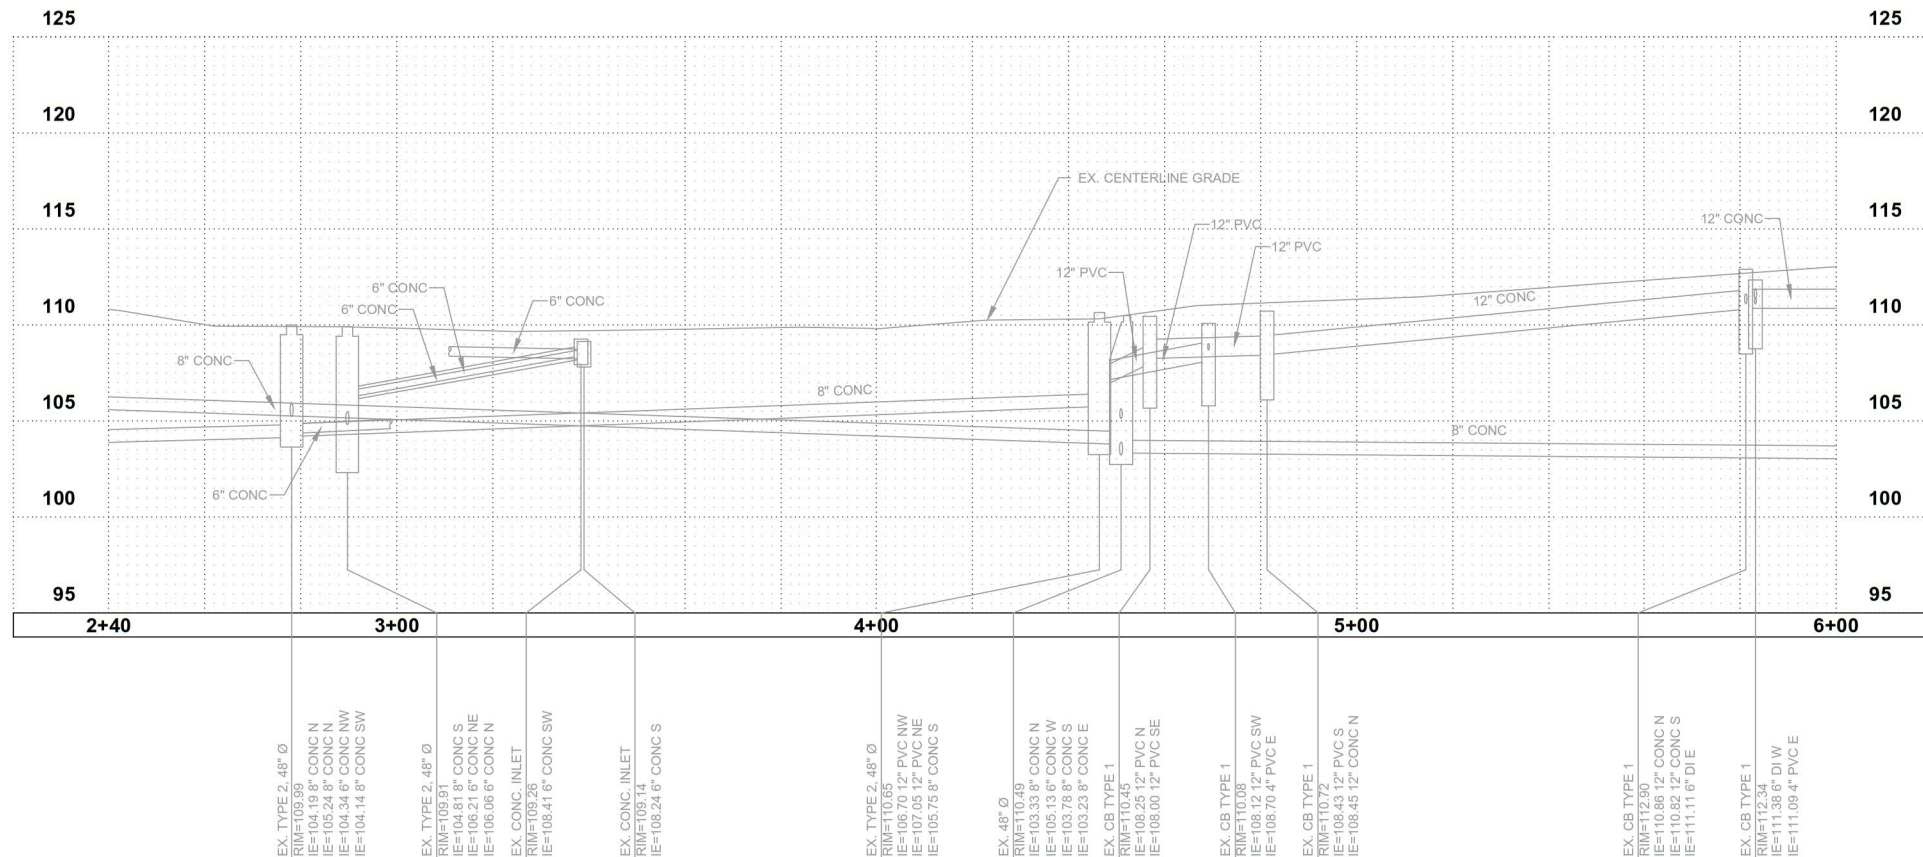 125
125
120
120
115
115
110
110
105
105
100
100
95
95
EX. CENTERLINE GRADE
12" PVC
12" CONC
12" PVC
12" PVC
6" CONC
6" CONC
6" CONC
12" CONC
8" CONC
8" CONC
8" CONC
6" CONC
2+40
3+00
4+00
5+00
6+00
EX. TYPE 2, 48" Ø
RIM=109.99
IE=104.19 8" CONC N
IE=105.24 8" CONC N
IE=104.34 6" CONC NW
IE=104.14 8" CONC SW
EX. TYPE 2, 48" Ø
RIM=109.91
IE=104.81 8" CONC S
IE=106.21 6" CONC NE
IE=106.06 6" CONC N
EX. CONC. INLET
RIM=109.26
IE=108.41 6" CONC SW
EX. CONC. INLET
RIM=109.14
IE=108.24 6" CONC S
EX. TYPE 2, 48" Ø
RIM=110.65
IE=106.70 12" PVC NW
IE=107.05 12" PVC NE
IE=105.75 8" CONC S
EX. 48" Ø
RIM=110.49
IE=103.33 8" CONC N
IE=105.13 6" CONC W
IE=103.78 8" CONC S
IE=103.23 8" CONC E
EX. CB TYPE 1
RIM=110.45
IE=108.25 12" PVC N
IE=108.00 12" PVC SE
EX. CB TYPE 1
RIM=110.08
IE=108.12 12" PVC SW
IE=108.70 4" PVC E
EX. CB TYPE 1
RIM=110.72
IE=108.43 12" PVC S
IE=108.45 12" CONC N
EX. CB TYPE 1
RIM=112.90
IE=110.86 12" CONC N
IE=110.82 12" CONC S
IE=111.11 6" DI E
EX. CB TYPE 1
RIM=112.34
IE=111.38 6" DI W
IE=111.09 4" PVC E